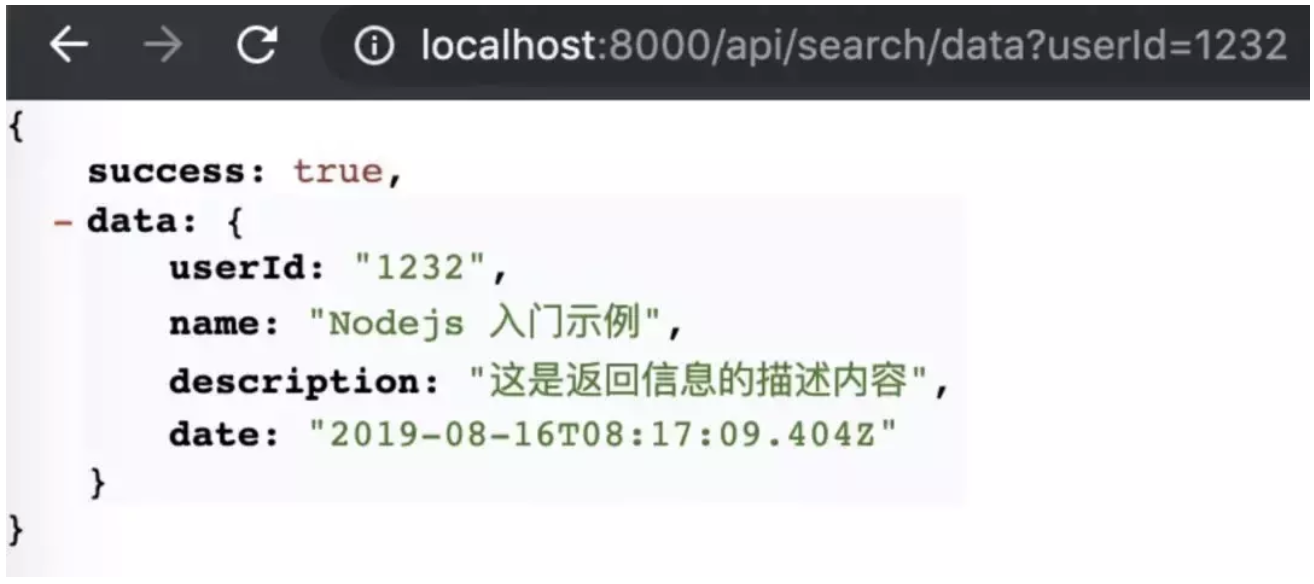 localhost:8000/api/search/data?userId=1232
{
success: true,
- data: {
userId: "1232",
name: "Nodejs 入门示例",
description: "这是返回信息的描述内容",
date: "2019-08-16T08:17:09.404Z"
}
}